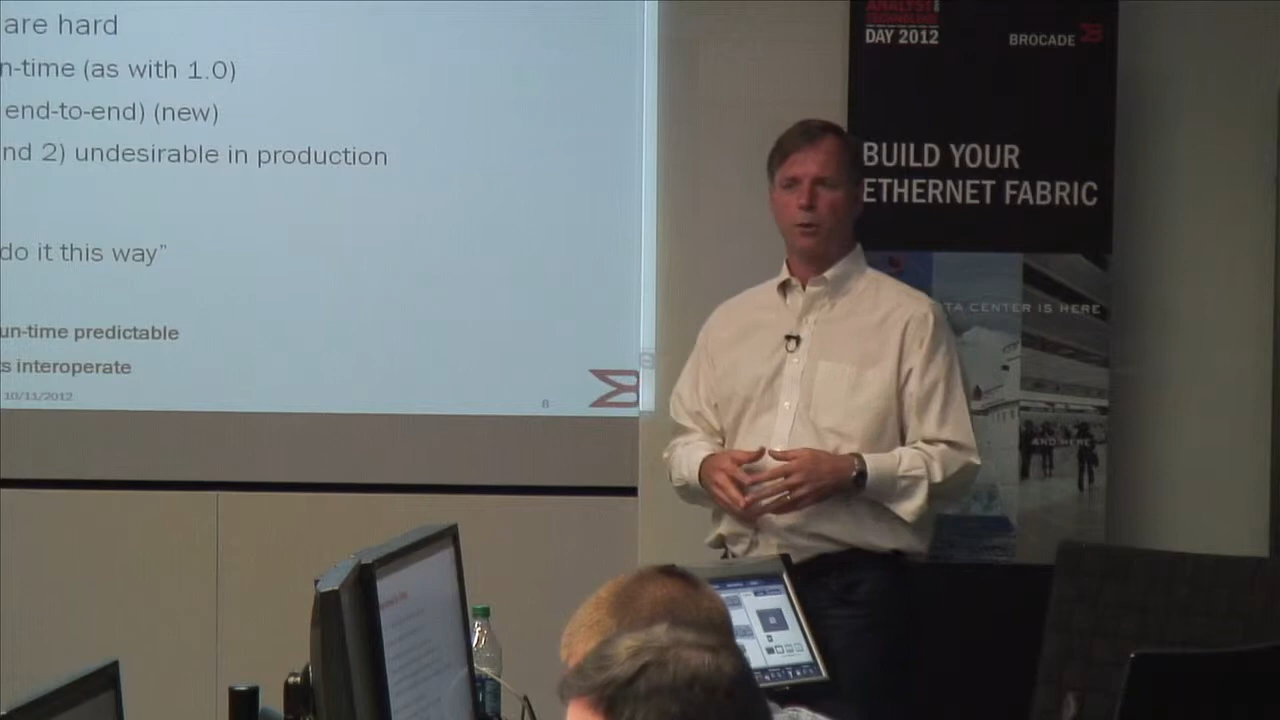 are hard
n-time (as with 1.0)
end-to-end) (new)
nd 2) undesirable in production
do it this way”
un-time predictable
s interoperate
10/11/2012
8
ANALYST
TECHNOLOGY
DAY 2012
BROCADE
BUILD YOUR
ETHERNET FABRIC
TA CENTER IS HERE
AND HERE